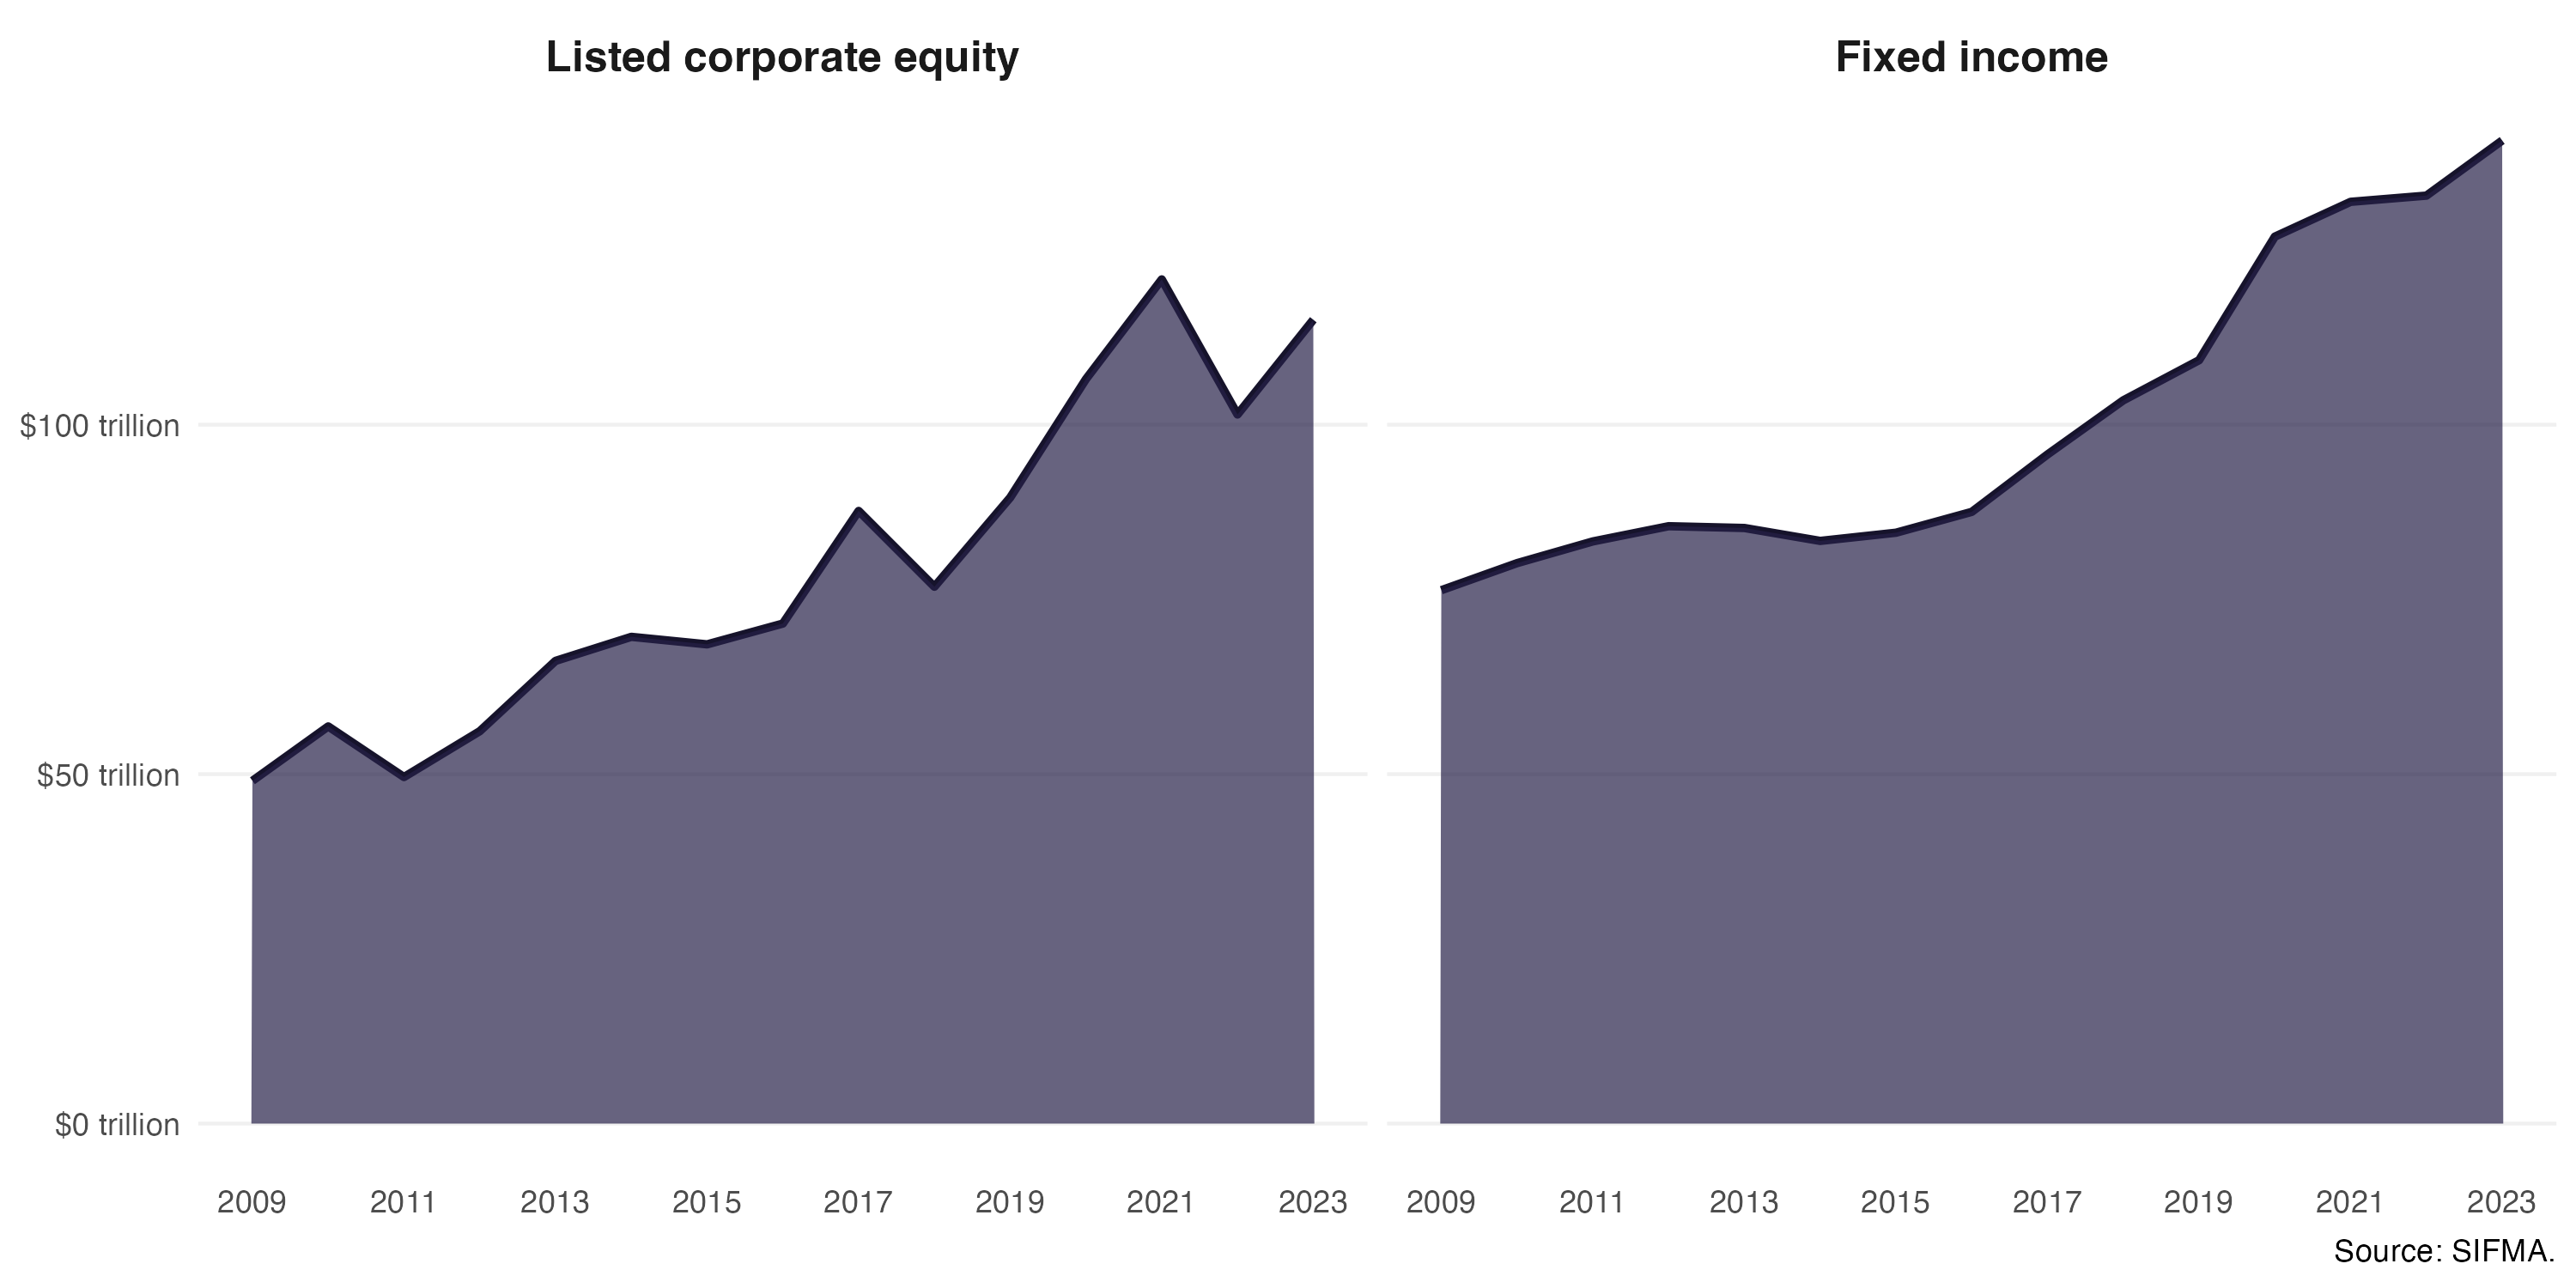 Listed corporate equity
Fixed income
$100 trillion
$50 trillion
$0 trillion
2009 2011 2013 2015 2017 2019 2021 2023
2009 2011 2013 2015 2017 2019 2021 2023
Source: SIFMA.